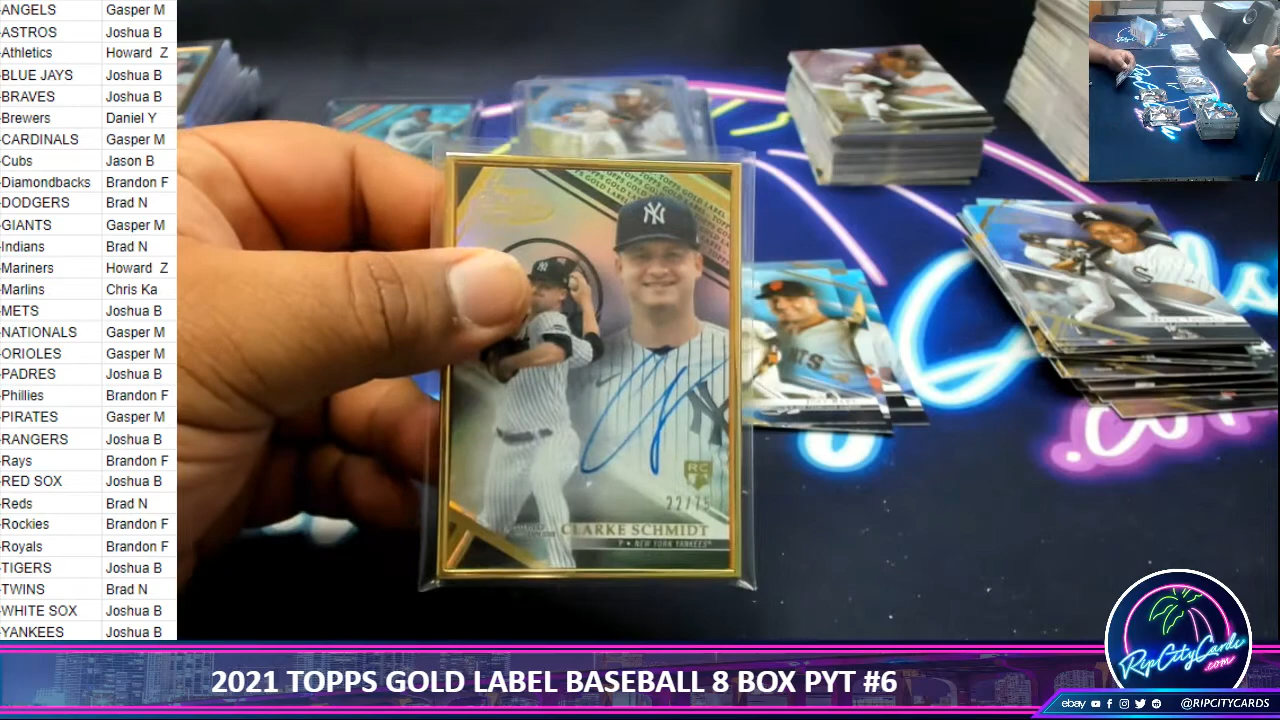 -ANGELS Gasper M
-ASTROS Joshua B
-Athletics Howard Z
-BLUE JAYS Joshua B
-BRAVES Joshua B
-Brewers Daniel Y
-CARDINALS Gasper M
-Cubs Jason B
-Diamondbacks Brandon F
-DODGERS Brad N
-GIANTS Gasper M
-Indians Brad N
-Mariners Howard Z
-Marlins Chris Ka
-METS Joshua B
-NATIONALS Gasper M
-ORIOLES Gasper M
-PADRES Joshua B
-Phillies Brandon F
-PIRATES Gasper M
-RANGERS Joshua B
-Rays Brandon F
-RED SOX Joshua B
-Reds Brad N
-Rockies Brandon F
-Royals Brandon F
-TIGERS Joshua B
-TWINS Brad N
-WHITE SOX Joshua B
-YANKEES Joshua B
TOPPS GOLD LABEL
NY
RC
22/75
CLARKE SCHMIDT
P • NEW YORK YANKEES
.com
2021 TOPPS GOLD LABEL BASEBALL 8 BOX PYT #6
RipCityCards
.com
ebay @RIPCITYCARDS